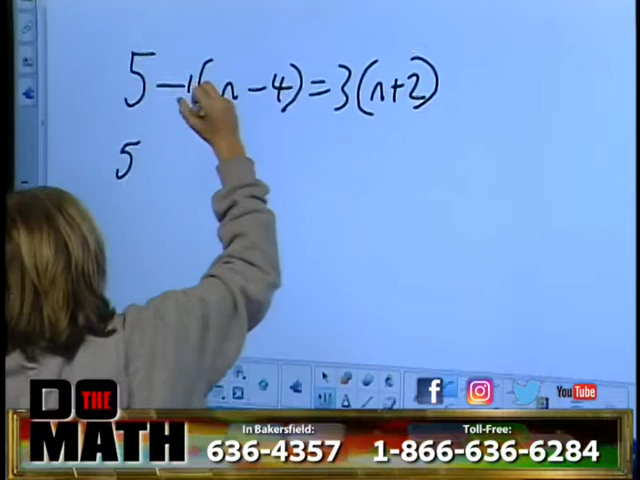 5-1(n-4)=3(n+2)
5
DO THE MATH
In Bakersfield:
636-4357
Toll-Free:
1-866-636-6284
f
YouTube